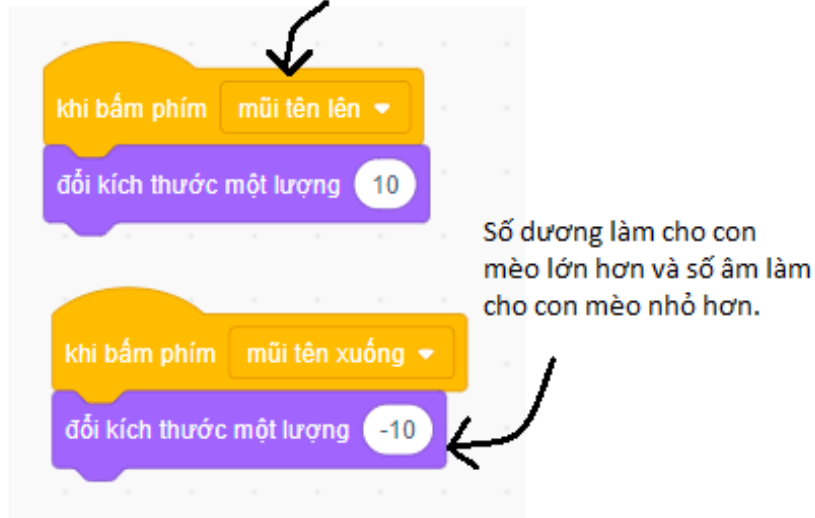 khi bấm phím mũi tên lên
đổi kích thước một lượng 10
Số dương làm cho con
mèo lớn hơn và số âm làm
cho con mèo nhỏ hơn.
khi bấm phím mũi tên xuống
đổi kích thước một lượng -10